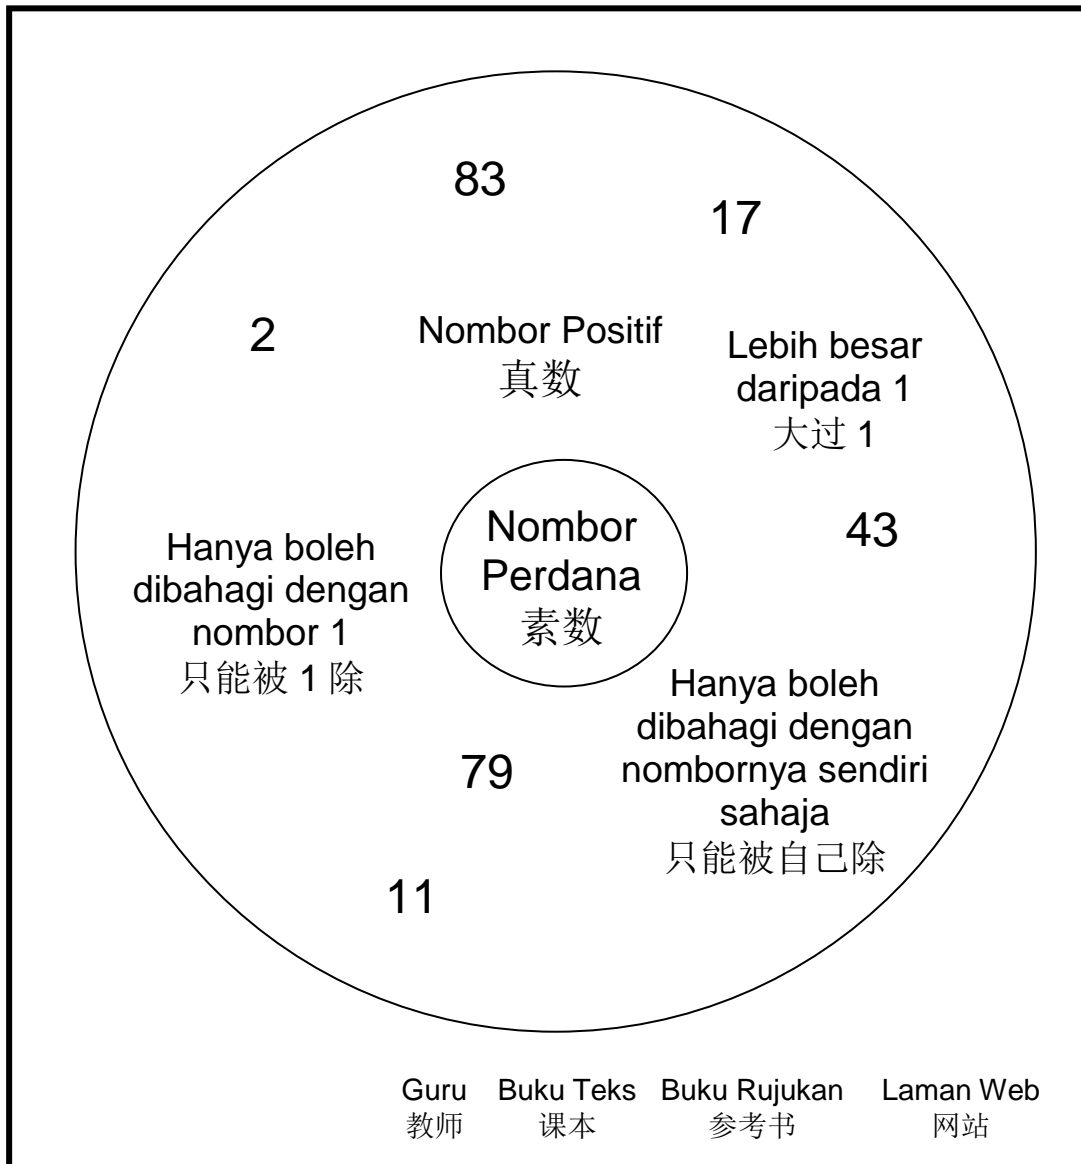 83
17
2
Nombor Positif
真数
Lebih besar
daripada 1
大过 1
43
Hanya boleh
dibahagi dengan
nombor 1
只能被 1 除
Nombor
Perdana
素数
Hanya boleh
dibahagi dengan
nombornya sendiri
sahaja
只能被自己除
79
11
Guru Buku Teks Buku Rujukan Laman Web
教师 课本 参考书 网站